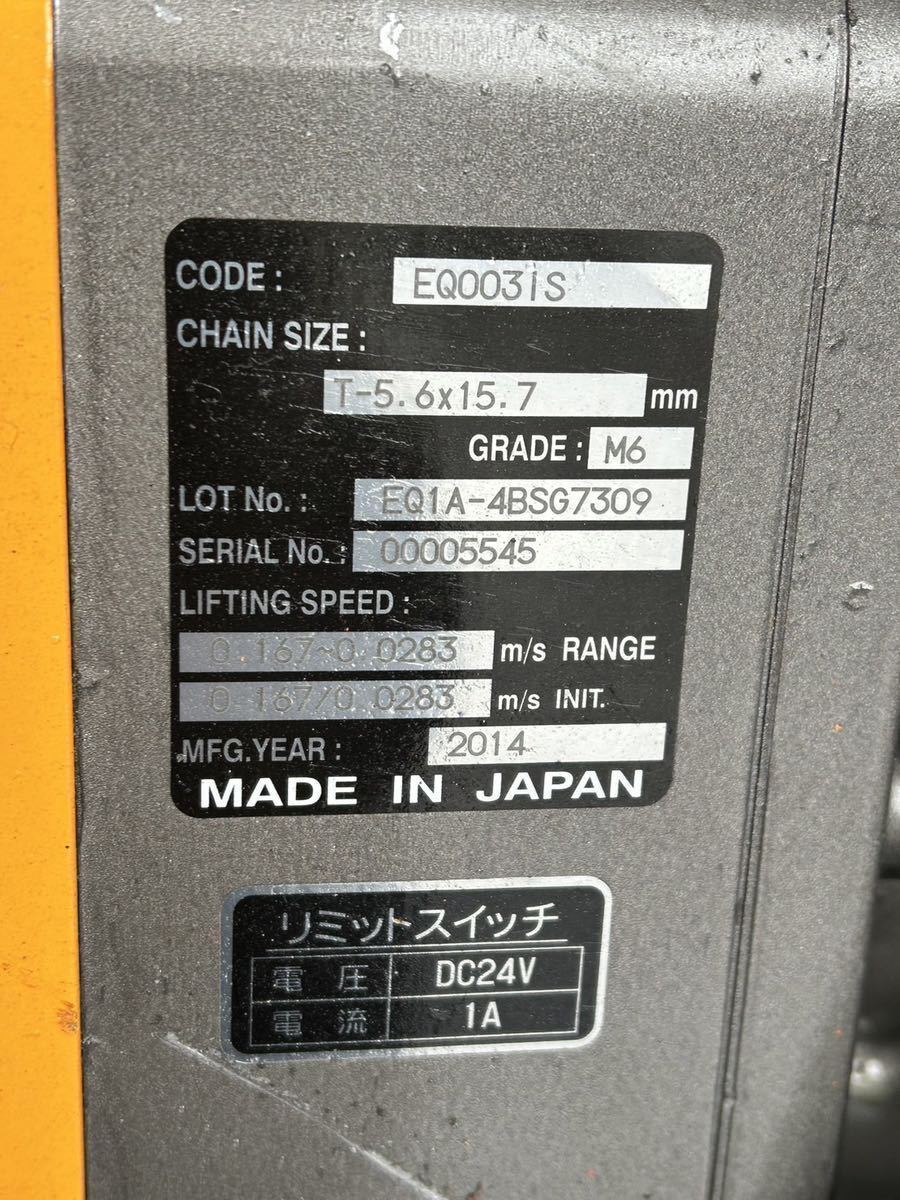 CODE : EQ003iS
CHAIN SIZE :
T-5.6x15.7 mm
GRADE : M6
LOT No. : EQ1A-4BSG7309
SERIAL No. : 00005545
LIFTING SPEED :
0.167~0.0283 m/s RANGE
0.167/0.0283 m/s INIT.
MFG.YEAR : 2014
MADE IN JAPAN
リミットスイッチ
電 圧 DC24V
電 流 1A